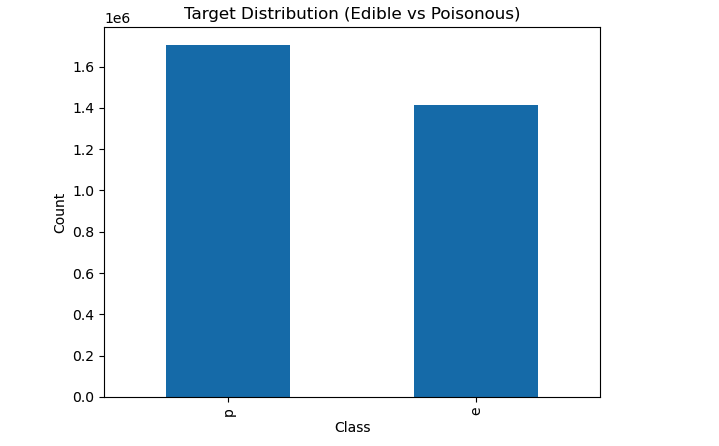 Target Distribution (Edible vs Poisonous)
1e6
1.6
1.4
1.2
1.0
0.8
0.6
0.4
0.2
0.0
Count
p
e
Class